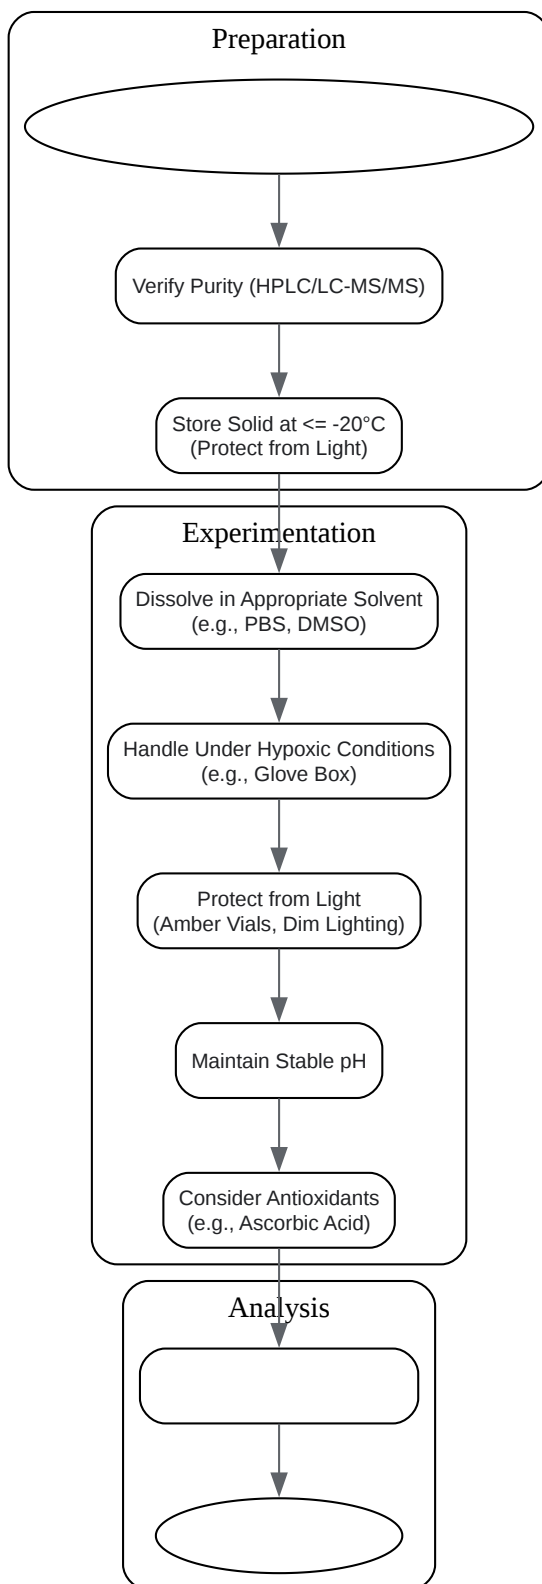 Preparation
Verify Purity (HPLC/LC-MS/MS)
Store Solid at <= -20°C
(Protect from Light)
Experimentation
Dissolve in Appropriate Solvent
(e.g., PBS, DMSO)
Handle Under Hypoxic Conditions
(e.g., Glove Box)
Protect from Light
(Amber Vials, Dim Lighting)
Maintain Stable pH
Consider Antioxidants
(e.g., Ascorbic Acid)
Analysis